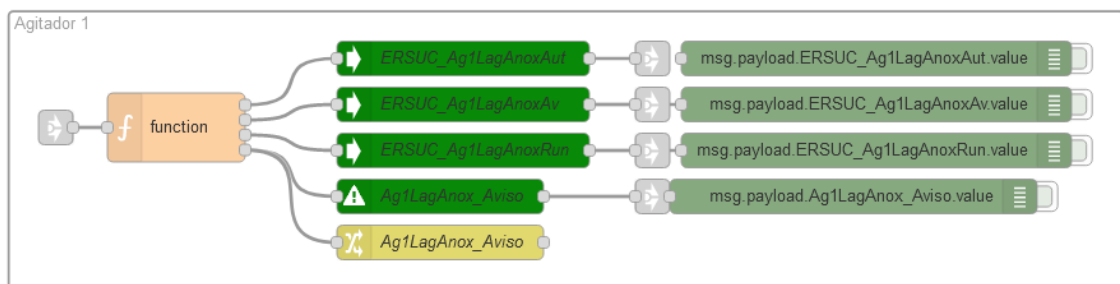 Agitador 1
ERSUC_Ag1LagAnoxAut
msg.payload.ERSUC_Ag1LagAnoxAut.value
ERSUC_Ag1LagAnoxAv
msg.payload.ERSUC_Ag1LagAnoxAv.value
function
ERSUC_Ag1LagAnoxRun
msg.payload.ERSUC_Ag1LagAnoxRun.value
Ag1LagAnox_Aviso
msg.payload.Ag1LagAnox_Aviso.value
Ag1LagAnox_Aviso